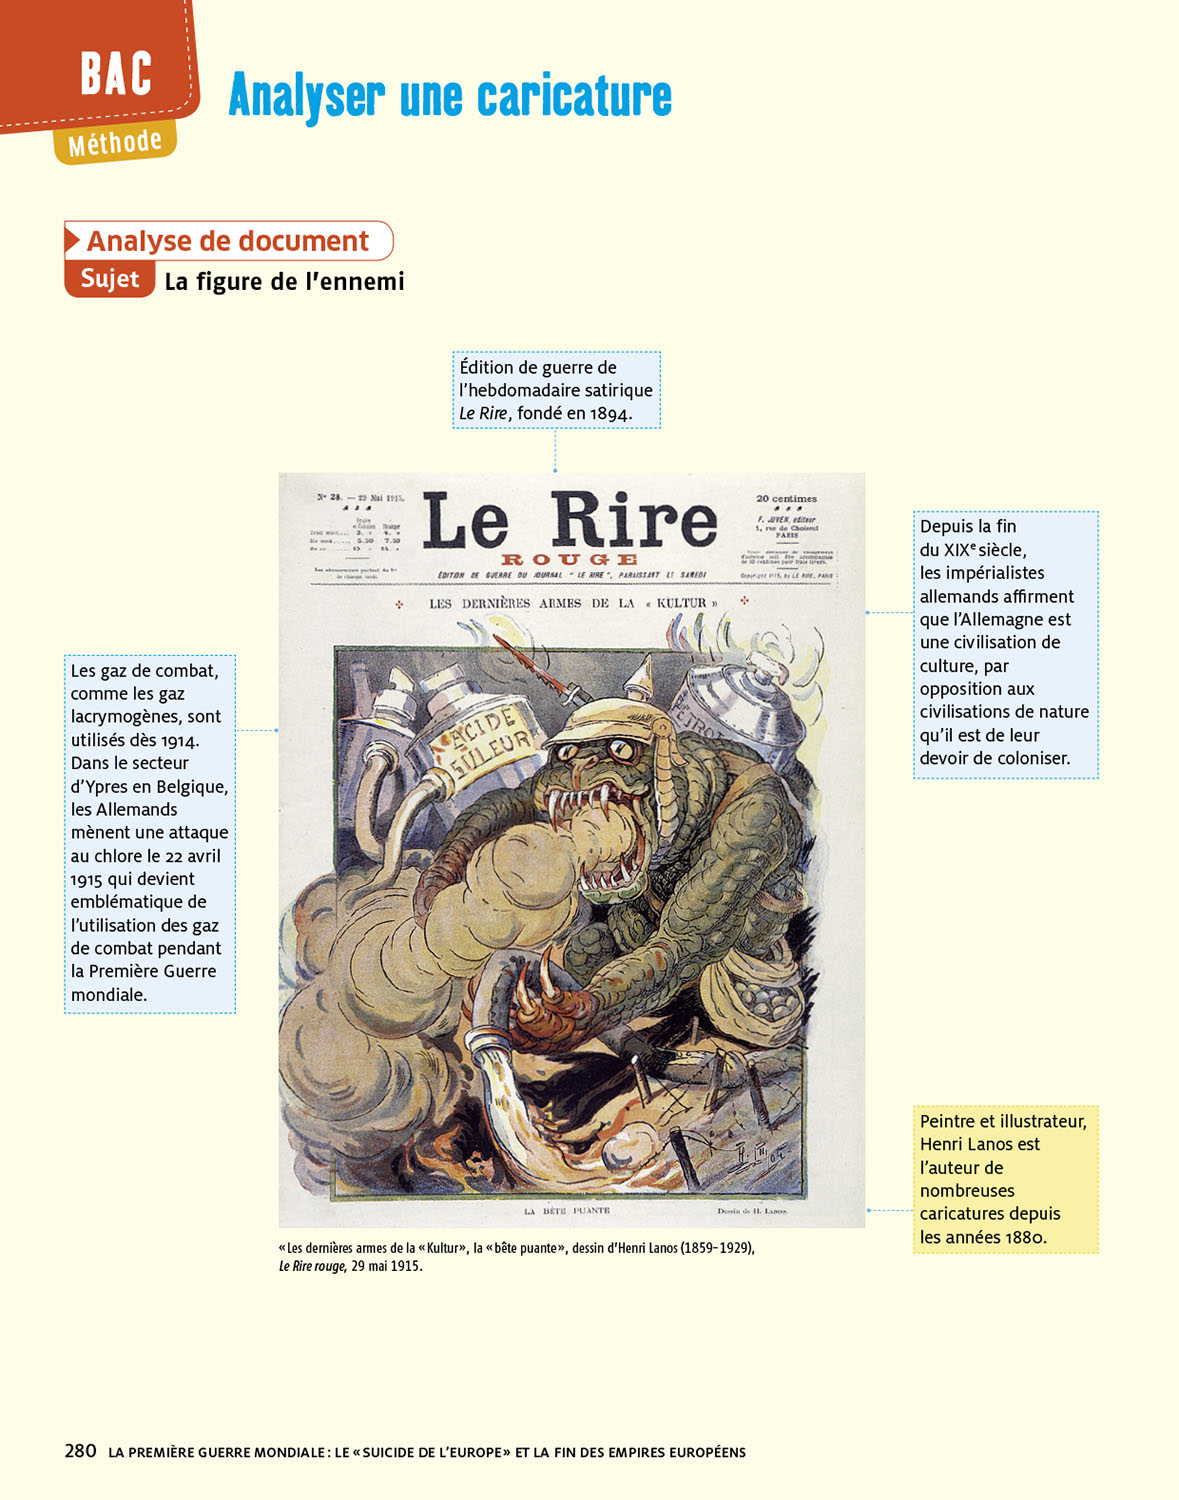 BAC
Méthode
Analyser une caricature
Analyse de document
Sujet La figure de l'ennemi
Édition de guerre de
l'hebdomadaire satirique
Le Rire, fondé en 1894.
N° 28. — 29 Mai 1915.
Le Rire
ROUGE
ÉDITION DE GUERRE DU JOURNAL "LE RIRE", PARAISSANT LE SAMEDI
20 centimes
F. JUVEN, éditeur
1, rue de Choiseul
PARIS
Copyright 1915, by LE RIRE, PARIS
LES DERNIÈRES ARMES DE LA « KULTUR »
ACIDE
SULFUR
LA BÊTE PUANTE
Dessin de H. LANOS.
Depuis la fin
du XIXe siècle,
les impérialistes
allemands affirment
que l'Allemagne est
une civilisation de
culture, par
opposition aux
civilisations de nature
qu'il est de leur
devoir de coloniser.
Les gaz de combat,
comme les gaz
lacrymogènes, sont
utilisés dès 1914.
Dans le secteur
d'Ypres en Belgique,
les Allemands
mènent une attaque
au chlore le 22 avril
1915 qui devient
emblématique de
l'utilisation des gaz
de combat pendant
la Première Guerre
mondiale.
Peintre et illustrateur,
Henri Lanos est
l'auteur de
nombreuses
caricatures depuis
les années 1880.
« Les dernières armes de la « Kultur », la « bête puante », dessin d'Henri Lanos (1859-1929),
Le Rire rouge, 29 mai 1915.
280 LA PREMIÈRE GUERRE MONDIALE : LE « SUICIDE DE L'EUROPE » ET LA FIN DES EMPIRES EUROPÉENS